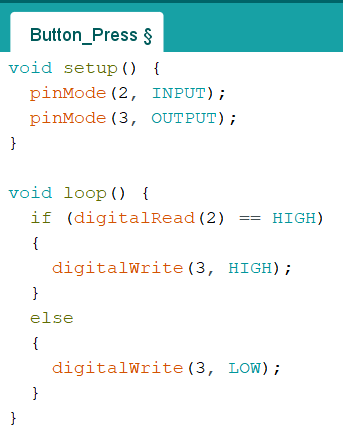 Button_Press §
void setup() {
  pinMode(2, INPUT);
  pinMode(3, OUTPUT);
}

void loop() {
  if (digitalRead(2) == HIGH)
  {
    digitalWrite(3, HIGH);
  }
  else
  {
    digitalWrite(3, LOW);
  }
}